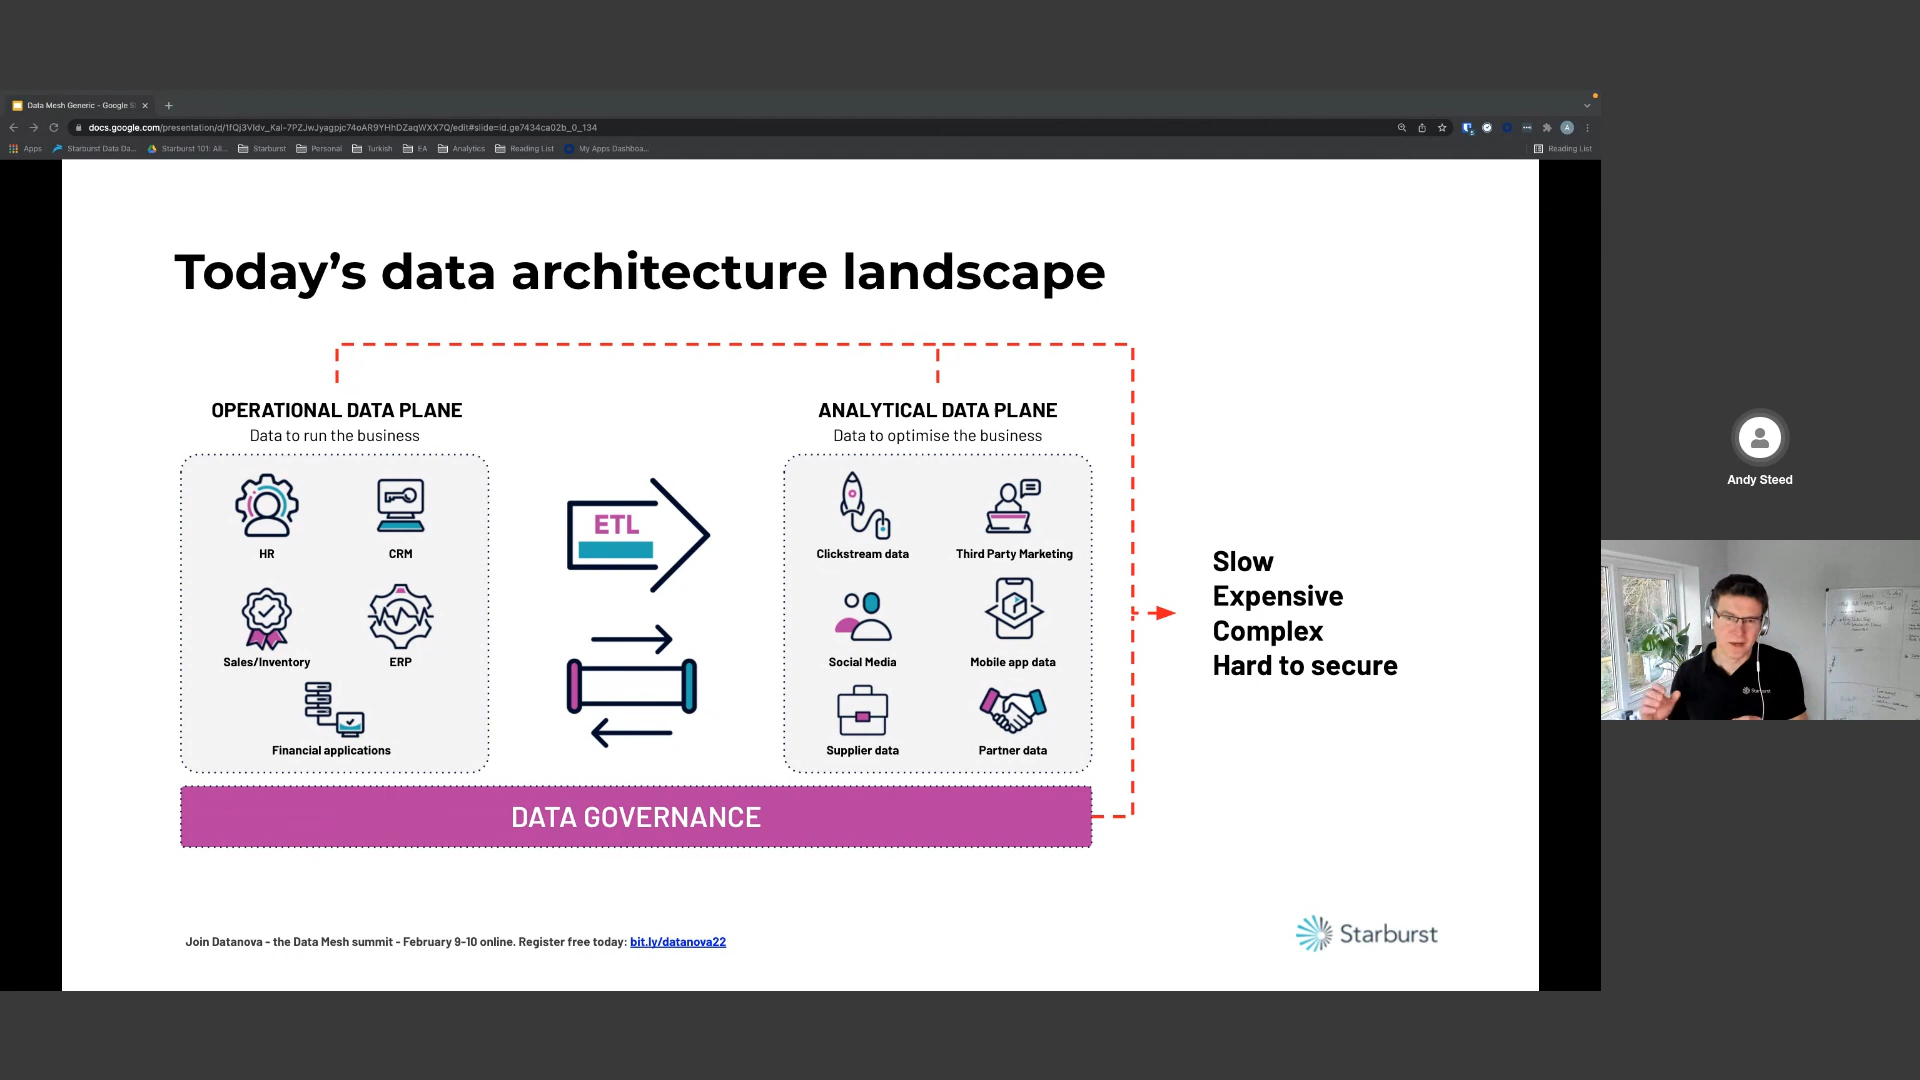 Data Mesh Generic - Google S
docs.google.com/presentation/d/1fQj3VIdv_Kal-7PZJwJyagpjc74oAR9YHhDZaqWXX7Q/edit#slide=id.ge7434ca02b_0_134
Apps Starburst Data Da... Starburst 101: All... Starburst Personal Turkish EA Analytics Reading List My Apps Dashboa... Reading List
Today's data architecture landscape
OPERATIONAL DATA PLANE
Data to run the business
HR
CRM
Sales/Inventory
ERP
Financial applications
ETL
ANALYTICAL DATA PLANE
Data to optimise the business
Clickstream data
Third Party Marketing
Social Media
Mobile app data
Supplier data
Partner data
Slow
Expensive
Complex
Hard to secure
DATA GOVERNANCE
Join Datanova - the Data Mesh summit - February 9-10 online. Register free today: bit.ly/datanova22
Starburst
Andy Steed
Starburst